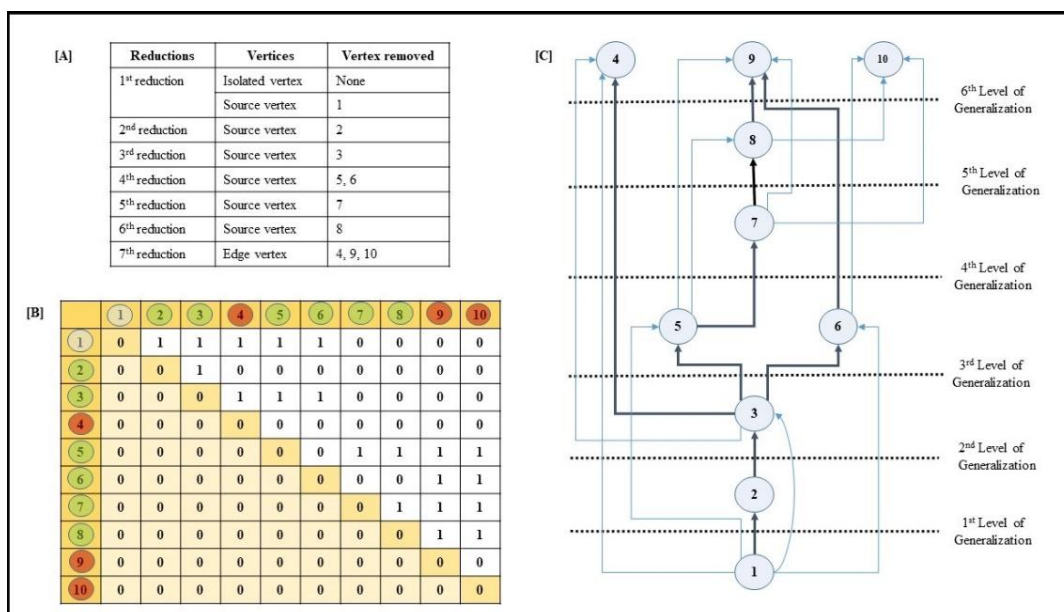 [A]
Reductions Vertices Vertex removed
1st reduction Isolated vertex None
Source vertex 1
2nd reduction Source vertex 2
3rd reduction Source vertex 3
4th reduction Source vertex 5, 6
5th reduction Source vertex 7
6th reduction Source vertex 8
7th reduction Edge vertex 4, 9, 10
[B]
1 2 3 4 5 6 7 8 9 10
1 0 1 1 1 1 1 0 0 0 0
2 0 0 1 0 0 0 0 0 0 0
3 0 0 0 1 1 1 0 0 0 0
4 0 0 0 0 0 0 0 0 0 0
5 0 0 0 0 0 0 1 1 1 1
6 0 0 0 0 0 0 0 0 1 1
7 0 0 0 0 0 0 0 1 1 1
8 0 0 0 0 0 0 0 0 1 1
9 0 0 0 0 0 0 0 0 0 0
10 0 0 0 0 0 0 0 0 0 0
[C]
4 9 10
6th Level of
Generalization
8
5th Level of
Generalization
7
4th Level of
Generalization
5 6
3rd Level of
Generalization
3
2nd Level of
Generalization
2
1st Level of
Generalization
1